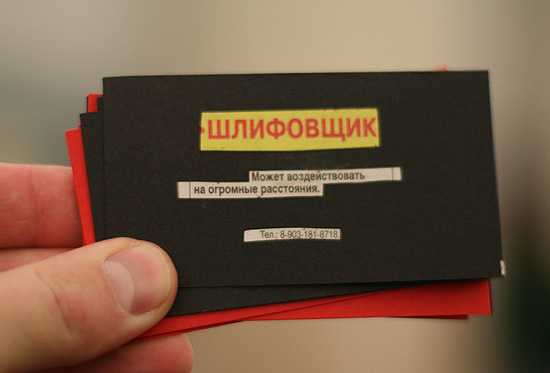 •ШЛИФОВЩИК
Может воздействовать
на огромные расстояния.
Тел.: 8-903-181-8718